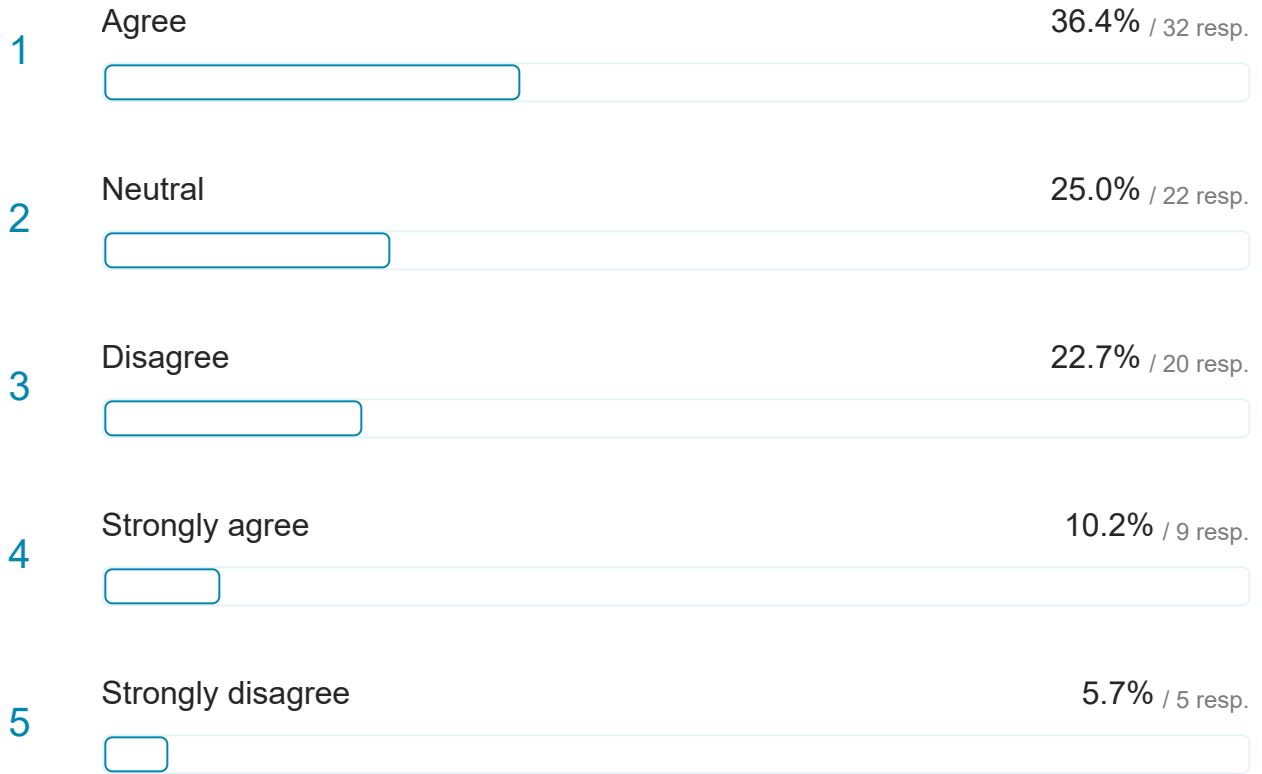 1 Agree 36.4% / 32 resp.
2 Neutral 25.0% / 22 resp.
3 Disagree 22.7% / 20 resp.
4 Strongly agree 10.2% / 9 resp.
5 Strongly disagree 5.7% / 5 resp.